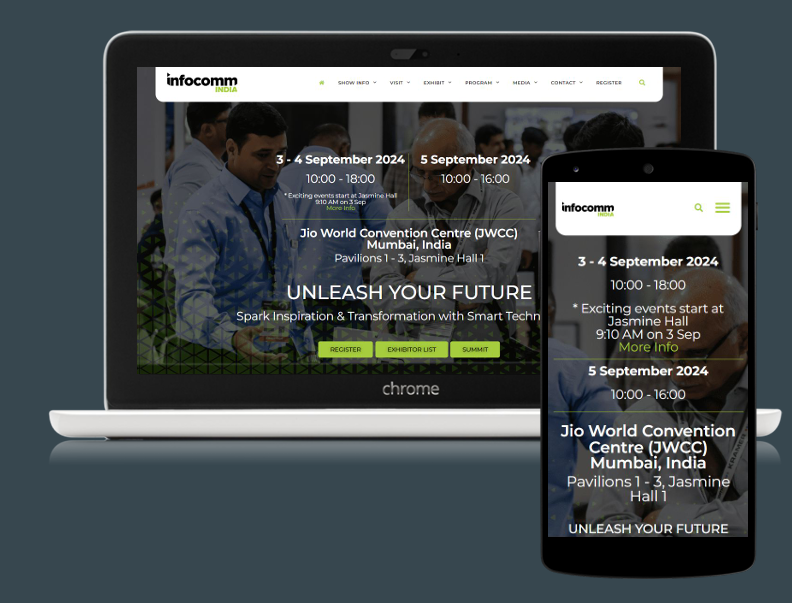 infocomm
INDIA
SHOW INFO
VISIT
EXHIBIT
PROGRAM
MEDIA
CONTACT
REGISTER
3 - 4 September 2024
10:00 - 18:00
* Exciting events start at Jasmine Hall
9:10 AM on 3 Sep
More Info
5 September 2024
10:00 - 16:00
Jio World Convention Centre (JWCC)
Mumbai, India
Pavilions 1 - 3, Jasmine Hall 1
UNLEASH YOUR FUTURE
Spark Inspiration & Transformation with Smart Techn
REGISTER
EXHIBITOR LIST
SUMMIT
chrome
infocomm
INDIA
3 - 4 September 2024
10:00 - 18:00
* Exciting events start at
Jasmine Hall
9:10 AM on 3 Sep
More Info
5 September 2024
10:00 - 16:00
Jio World Convention
Centre (JWCC)
Mumbai, India
Pavilions 1 - 3, Jasmine
Hall 1
KRAMER
UNLEASH YOUR FUTURE